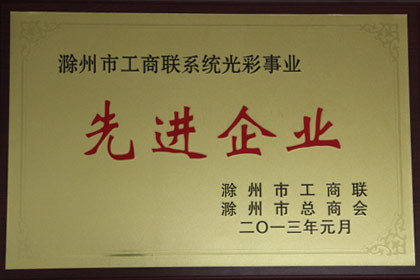 滁州市工商联系统光彩事业
先进企业
滁州市工商联
滁州市总商会
二〇一三年元月